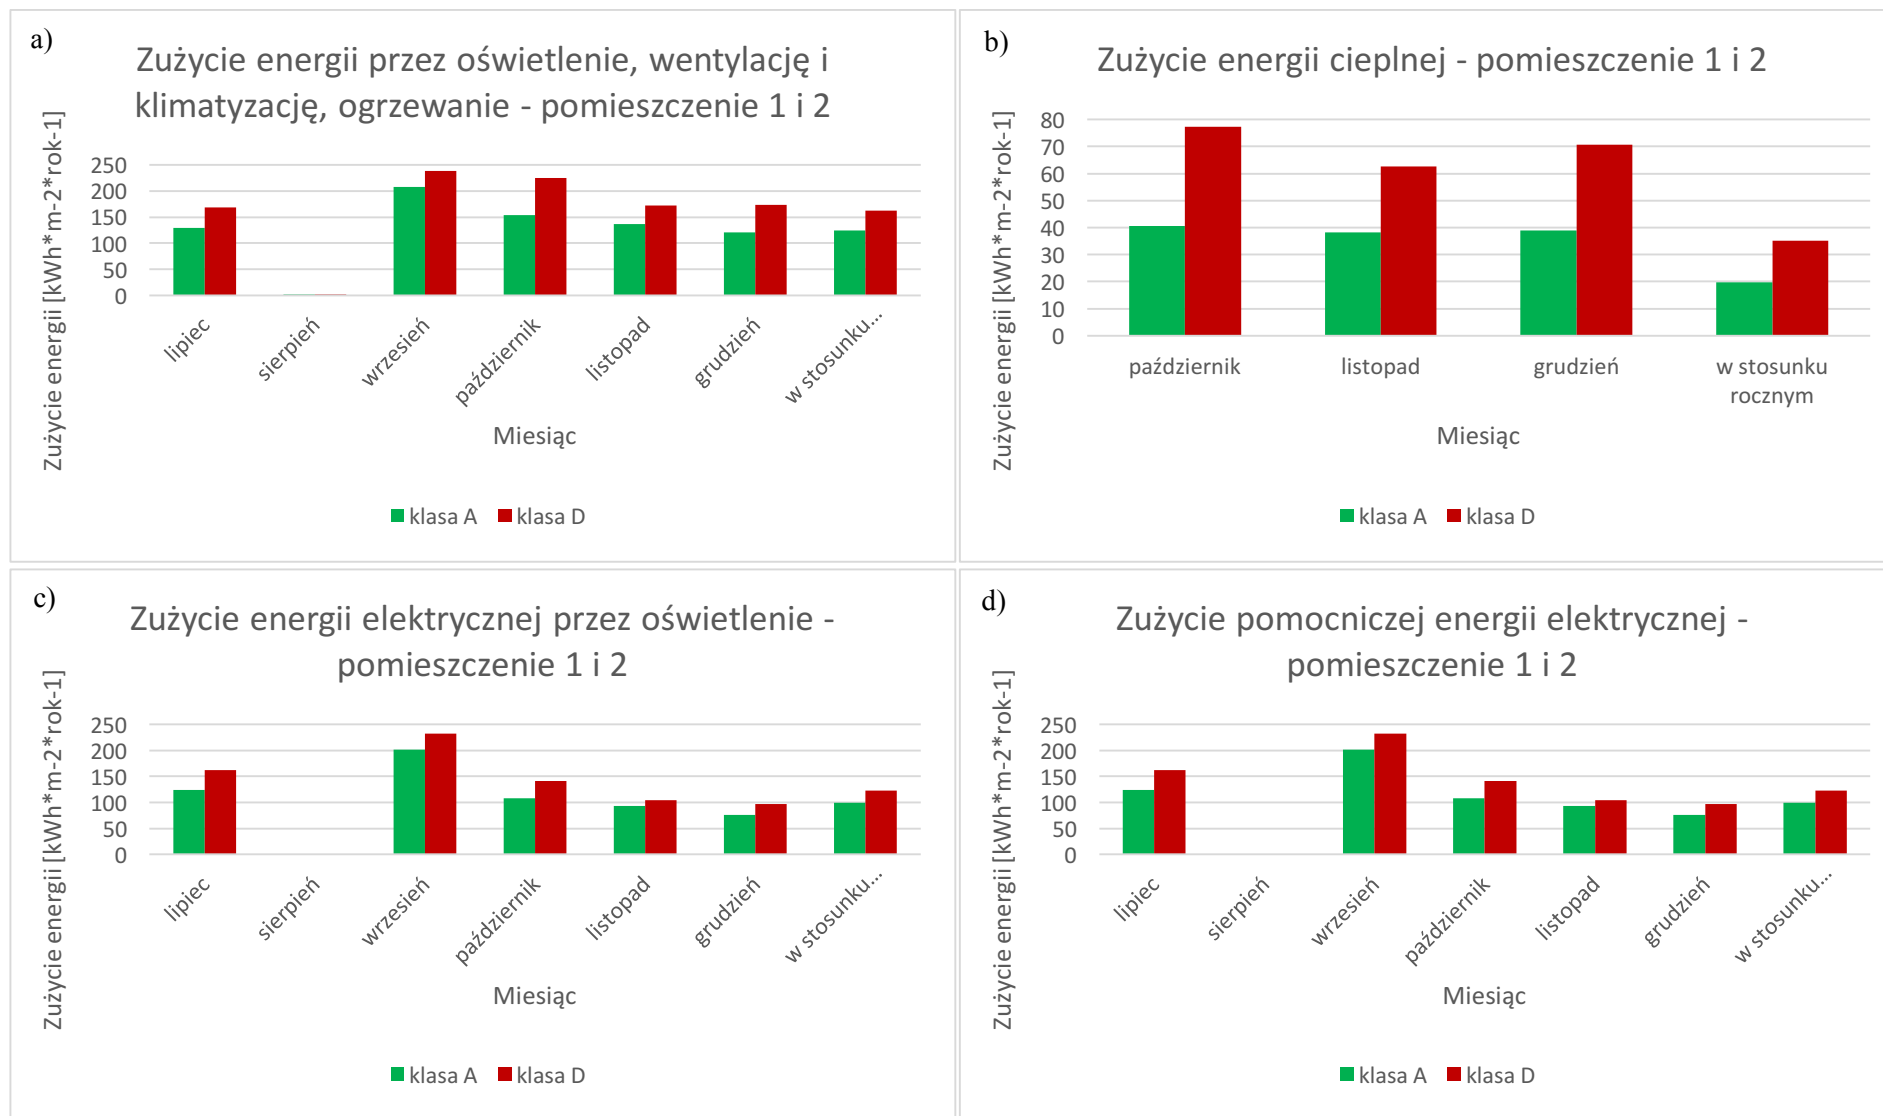 a)
Zużycie energii przez oświetlenie, wentylację i
klimatyzację, ogrzewanie - pomieszczenie 1 i 2
Zużycie energii [kWh*m-2*rok-1]
250
200
150
100
50
0
lipiec
sierpień
wrzesień
październik
listopad
grudzień
w stosunku...
Miesiąc
klasa A
klasa D
b)
Zużycie energii cieplnej - pomieszczenie 1 i 2
Zużycie energii [kWh*m-2*rok-1]
80
70
60
50
40
30
20
10
0
październik
listopad
grudzień
w stosunku
rocznym
Miesiąc
klasa A
klasa D
c)
Zużycie energii elektrycznej przez oświetlenie -
pomieszczenie 1 i 2
Zużycie energii [kWh*m-2*rok-1]
250
200
150
100
50
0
lipiec
sierpień
wrzesień
październik
listopad
grudzień
w stosunku...
Miesiąc
klasa A
klasa D
d)
Zużycie pomocniczej energii elektrycznej -
pomieszczenie 1 i 2
Zużycie energii [kWh*m-2*rok-1]
250
200
150
100
50
0
lipiec
sierpień
wrzesień
październik
listopad
grudzień
w stosunku...
Miesiąc
klasa A
klasa D